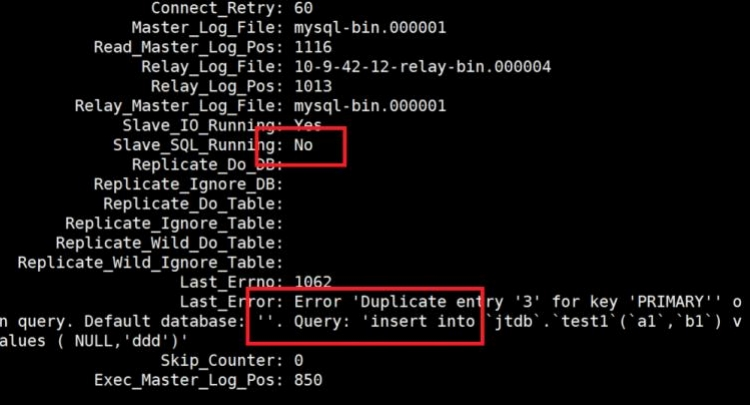 Connect_Retry: 60
Master_Log_File: mysql-bin.000001
Read_Master_Log_Pos: 1116
Relay_Log_File: 10-9-42-12-relay-bin.000004
Relay_Log_Pos: 1013
Relay_Master_Log_File: mysql-bin.000001
Slave_IO_Running: Yes
Slave_SQL_Running: No
Replicate_Do_DB:
Replicate_Ignore_DB:
Replicate_Do_Table:
Replicate_Ignore_Table:
Replicate_Wild_Do_Table:
Replicate_Wild_Ignore_Table:
Last_Errno: 1062
Last_Error: Error 'Duplicate entry '3' for key 'PRIMARY'' o
n query. Default database: ''. Query: 'insert into `jtdb`.`test1`(`a1`,`b1`) v
alues ( NULL,'ddd')'
Skip_Counter: 0
Exec_Master_Log_Pos: 850